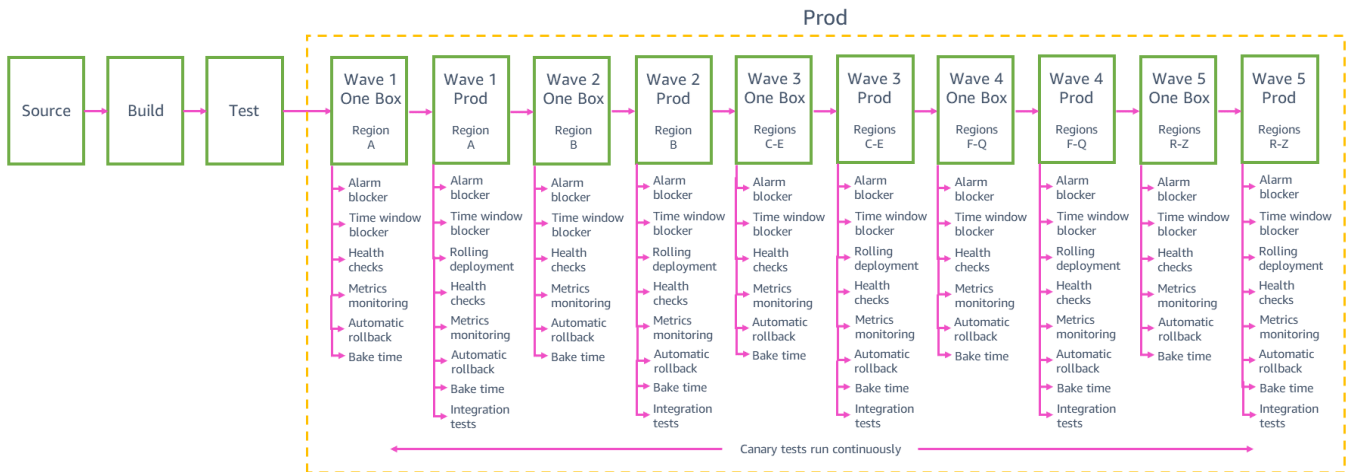 Prod
Source
Build
Test
Wave 1
One Box
Region
A
Alarm
blocker
Time window
blocker
Health
checks
Metrics
monitoring
Automatic
rollback
Bake time
Wave 1
Prod
Region
A
Alarm
blocker
Time window
blocker
Rolling
deployment
Health
checks
Metrics
monitoring
Automatic
rollback
Bake time
Integration
tests
Wave 2
One Box
Region
B
Alarm
blocker
Time window
blocker
Health
checks
Metrics
monitoring
Automatic
rollback
Bake time
Wave 2
Prod
Region
B
Alarm
blocker
Time window
blocker
Rolling
deployment
Health
checks
Metrics
monitoring
Automatic
rollback
Bake time
Integration
tests
Wave 3
One Box
Regions
C-E
Alarm
blocker
Time window
blocker
Health
checks
Metrics
monitoring
Automatic
rollback
Bake time
Wave 3
Prod
Regions
C-E
Alarm
blocker
Time window
blocker
Rolling
deployment
Health
checks
Metrics
monitoring
Automatic
rollback
Bake time
Integration
tests
Wave 4
One Box
Regions
F-Q
Alarm
blocker
Time window
blocker
Health
checks
Metrics
monitoring
Automatic
rollback
Bake time
Wave 4
Prod
Regions
F-Q
Alarm
blocker
Time window
blocker
Rolling
deployment
Health
checks
Metrics
monitoring
Automatic
rollback
Bake time
Integration
tests
Wave 5
One Box
Regions
R-Z
Alarm
blocker
Time window
blocker
Health
checks
Metrics
monitoring
Automatic
rollback
Bake time
Wave 5
Prod
Regions
R-Z
Alarm
blocker
Time window
blocker
Rolling
deployment
Health
checks
Metrics
monitoring
Automatic
rollback
Bake time
Integration
tests
Canary tests run continuously